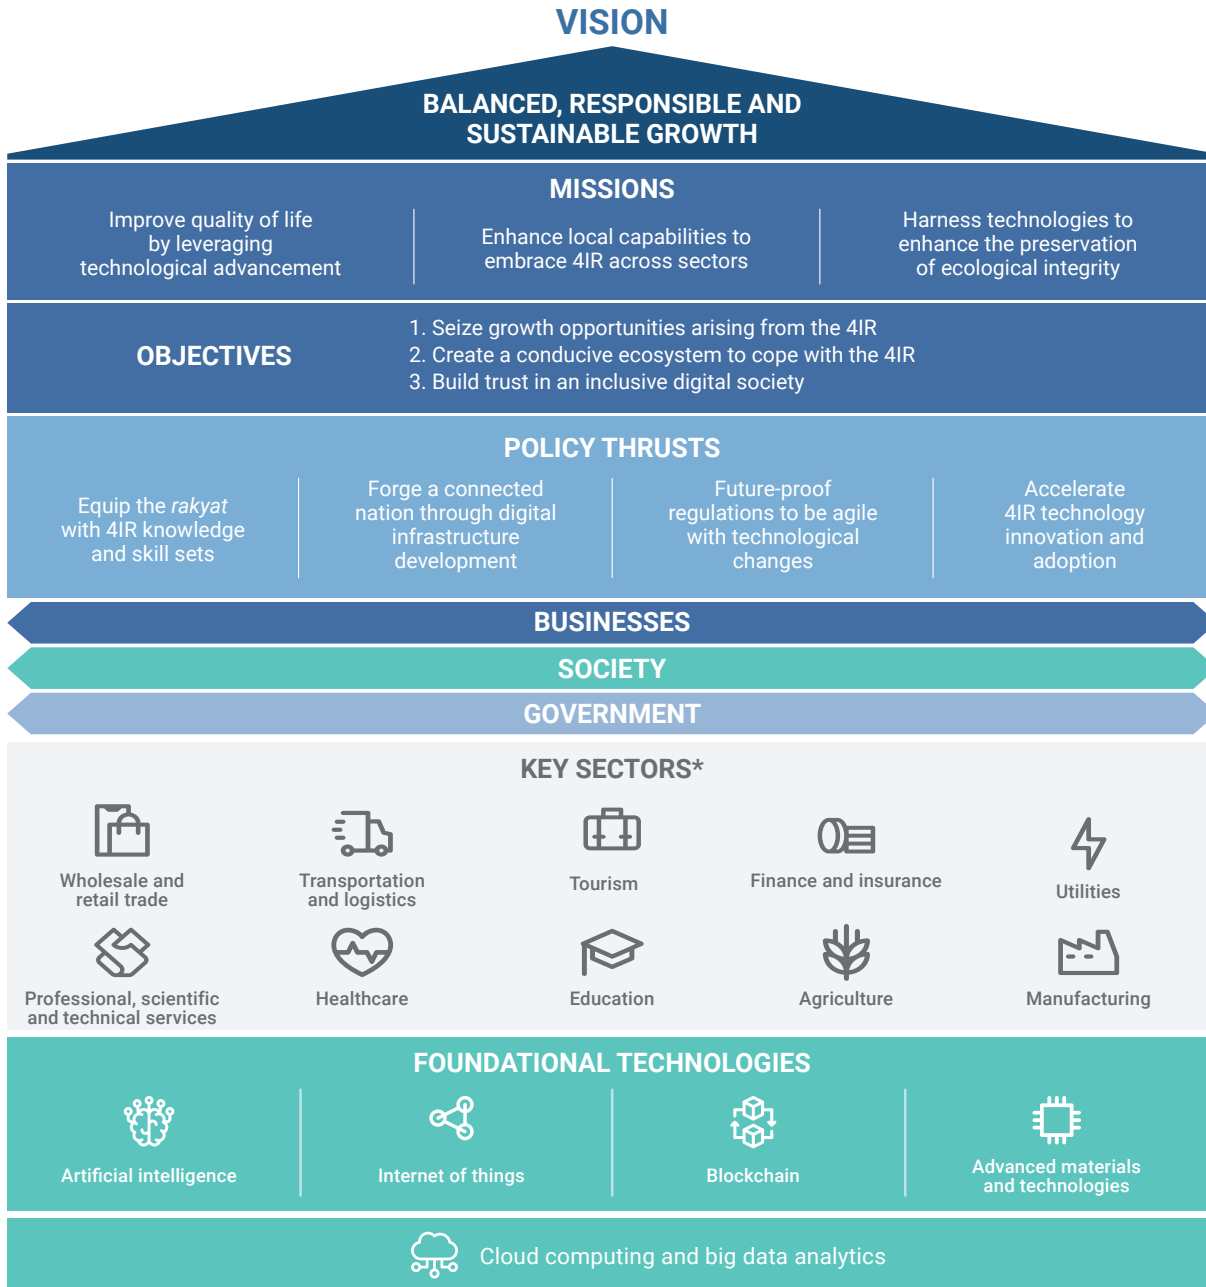 VISION
BALANCED, RESPONSIBLE AND
SUSTAINABLE GROWTH
MISSIONS
Improve quality of life
by leveraging
technological advancement
Enhance local capabilities to
embrace 4IR across sectors
Harness technologies to
enhance the preservation
of ecological integrity
OBJECTIVES
1. Seize growth opportunities arising from the 4IR
2. Create a conducive ecosystem to cope with the 4IR
3. Build trust in an inclusive digital society
POLICY THRUSTS
Equip the rakyat
with 4IR knowledge
and skill sets
Forge a connected
nation through digital
infrastructure
development
Future-proof
regulations to be agile
with technological
changes
Accelerate
4IR technology
innovation and
adoption
BUSINESSES
SOCIETY
GOVERNMENT
KEY SECTORS*
Wholesale and
retail trade
Transportation
and logistics
Tourism
Finance and insurance
Utilities
Professional, scientific
and technical services
Healthcare
Education
Agriculture
Manufacturing
FOUNDATIONAL TECHNOLOGIES
Artificial intelligence
Internet of things
Blockchain
Advanced materials
and technologies
Cloud computing and big data analytics